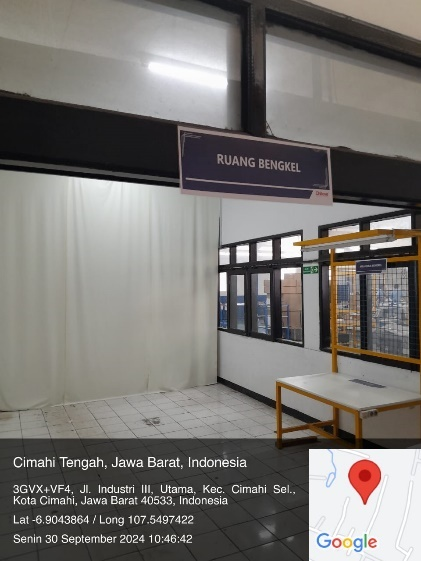 RUANG BENGKEL
Cimahi Tengah, Jawa Barat, Indonesia
3GVX+VF4, Jl. Industri III, Utama, Kec. Cimahi Sel.,
Kota Cimahi, Jawa Barat 40533, Indonesia
Lat -6.9043864 / Long 107.5497422
Senin 30 September 2024 10:46:42
Google